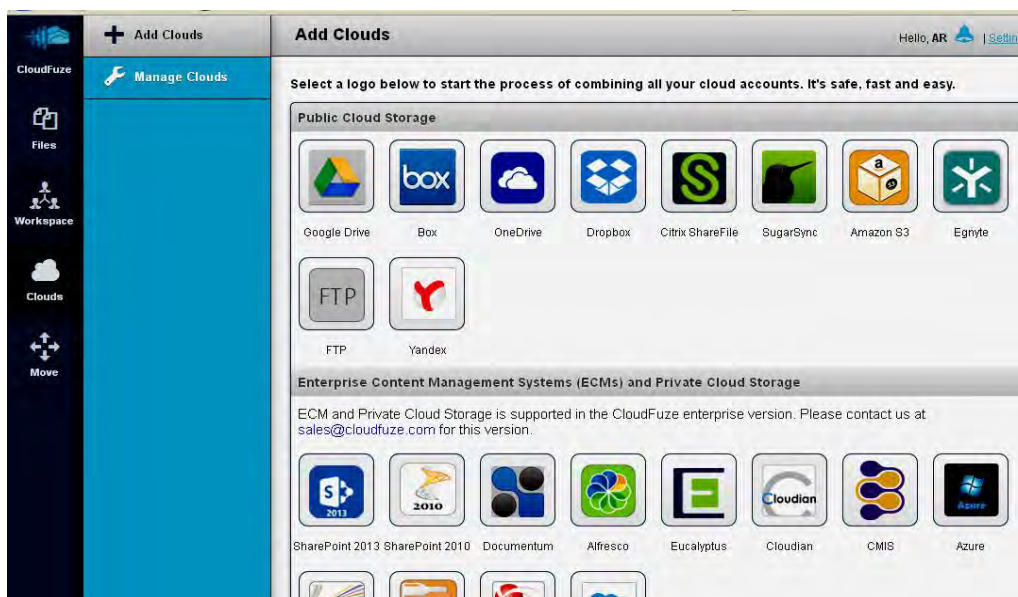 CloudFuze
Files
Workspace
Clouds
Move
Add Clouds
Manage Clouds
Add Clouds
Hello, AR | Settin
Select a logo below to start the process of combining all your cloud accounts. It's safe, fast and easy.
Public Cloud Storage
box
a
Google Drive Box OneDrive Dropbox Citrix ShareFile SugarSync Amazon S3 Egnyte
FTP
FTP Yandex
Enterprise Content Management Systems (ECMs) and Private Cloud Storage
ECM and Private Cloud Storage is supported in the CloudFuze enterprise version. Please contact us at
sales@cloudfuze.com for this version.
S 2013
2010
Cloudian
Azure
SharePoint 2013 SharePoint 2010 Documentum Alfresco Eucalyptus Cloudian CMIS Azure